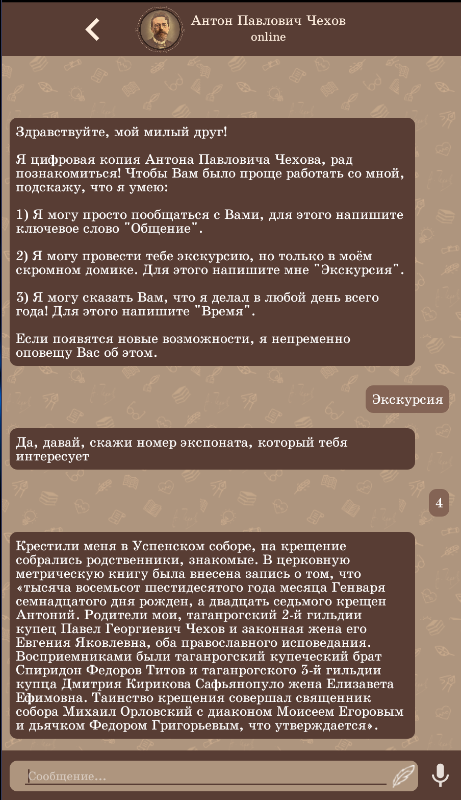 Антон Павлович Чехов
online
Здравствуйте, мой милый друг!
Я цифровая копия Антона Павловича Чехова, рад
познакомиться! Чтобы Вам было проще работать со мной,
подскажу, что я умею:
1) Я могу просто пообщаться с Вами, для этого напишите
ключевое слово "Общение".
2) Я могу провести тебе экскурсию, но только в моём
скромном домике. Для этого напишите мне "Экскурсия".
3) Я могу сказать Вам, что я делал в любой день всего
года! Для этого напишите "Время".
Если появятся новые возможности, я непременно
оповещу Вас об этом.
Экскурсия
Да, давай, скажи номер экспоната, который тебя
интересует
4
Крестили меня в Успенском соборе, на крещение
собрались родственники, знакомые. В церковную
метрическую книгу была внесена запись о том, что
«тысяча восемьсот шестидесятого года месяца Генваря
семнадцатого дня рожден, а двадцать седьмого крещен
Антоний. Родители мои, таганрогский 2-й гильдии
купец Павел Георгиевич Чехов и законная жена его
Евгения Яковлевна, оба православного исповедания.
Восприемниками были таганрогский купеческий брат
Спиридон Федоров Титов и таганрогского 3-й гильдии
купца Дмитрия Кирикова Сафьянопуло жена Елизавета
Ефимовна. Таинство крещения совершал священник
собора Михаил Орловский с диаконом Моисеем Егоровым
и дьячком Федором Григорьевым, что утверждается».
Сообщение...